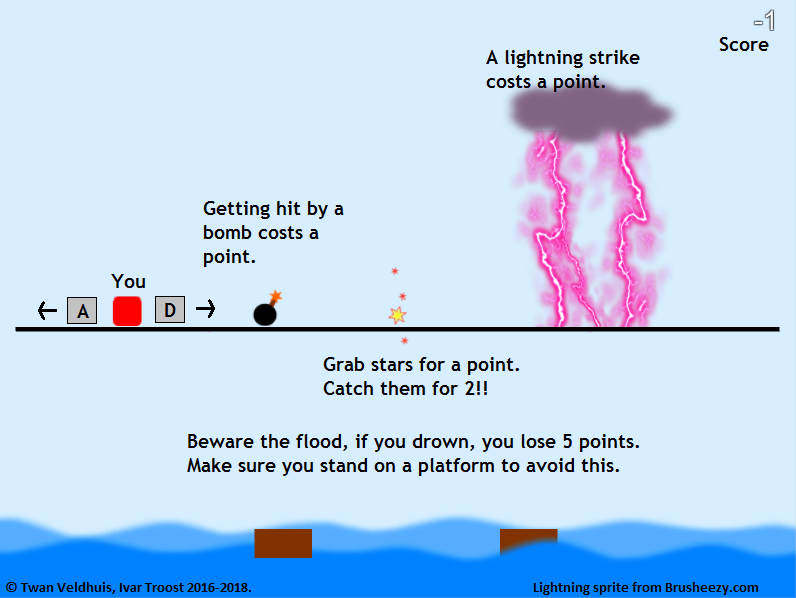 -1
Score
A lightning strike
costs a point.
Getting hit by a
bomb costs a
point.
You
← A D →
Grab stars for a point.
Catch them for 2!!
Beware the flood, if you drown, you lose 5 points.
Make sure you stand on a platform to avoid this.
© Twan Veldhuis, Ivar Troost 2016-2018.
Lightning sprite from Brusheezy.com